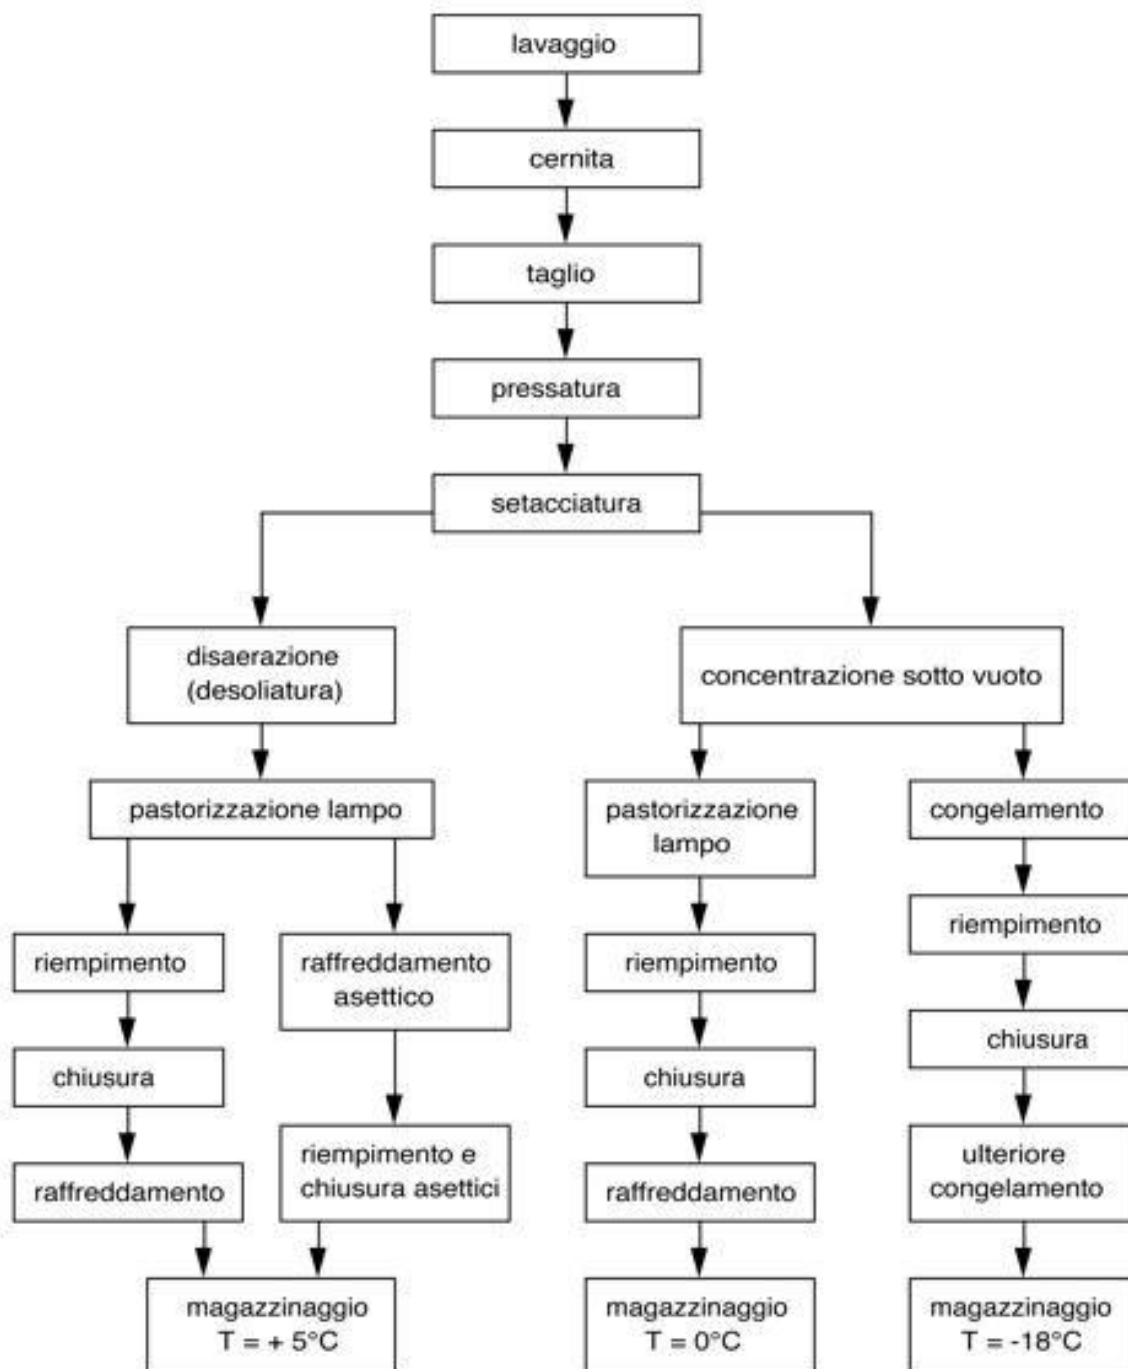 lavaggio
cernita
taglio
pressatura
setacciatura
disaerazione
(desoliatura)
concentrazione sotto vuoto
pastorizzazione lampo
pastorizzazione
lampo
congelamento
riempimento
raffreddamento
asettico
riempimento
riempimento
chiusura
chiusura
chiusura
raffreddamento
riempimento e
chiusura asettici
raffreddamento
ulteriore
congelamento
magazzinaggio
T = + 5°C
magazzinaggio
T = 0°C
magazzinaggio
T = -18°C